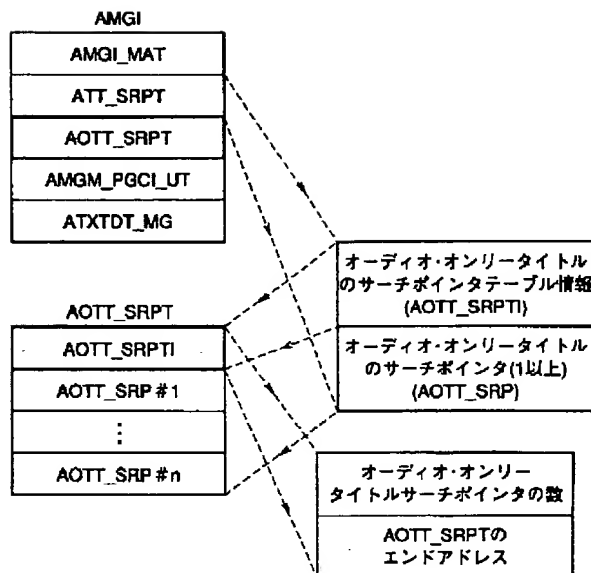 AMGI
AMGI_MAT
ATT_SRPT
AOTT_SRPT
AMGM_PGCI_UT
ATXTDT_MG
オーディオ・オンリータイトル
のサーチポインタテーブル情報
(AOTT_SRPTI)
オーディオ・オンリータイトル
のサーチポインタ(1以上)
(AOTT_SRP)
AOTT_SRPT
AOTT_SRPTI
AOTT_SRP #1
⋮
AOTT_SRP #n
オーディオ・オンリー
タイトルサーチポインタの数
AOTT_SRPTの
エンドアドレス